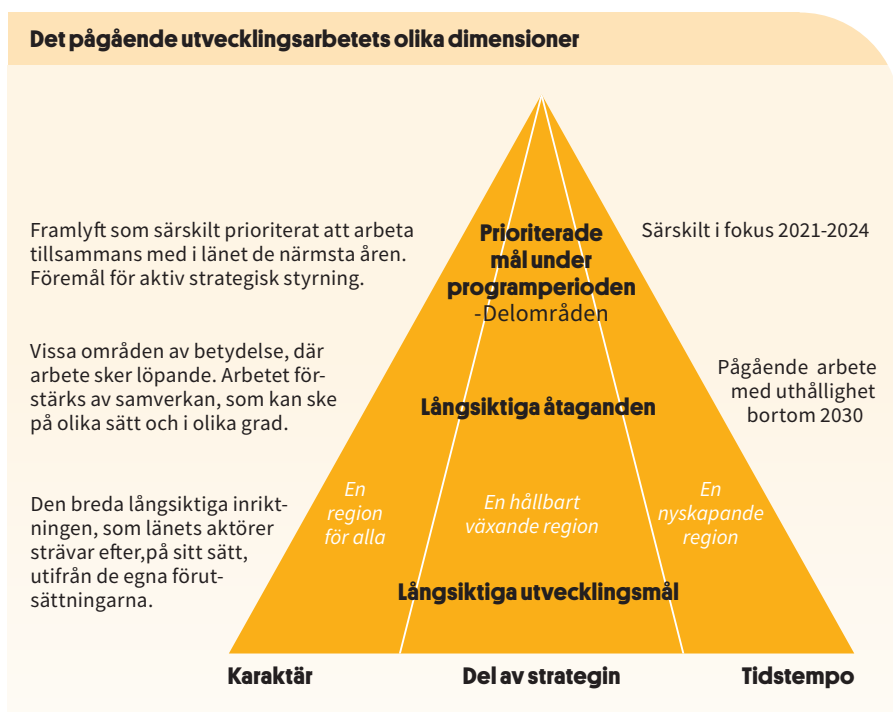 Det pågående utvecklingsarbetets olika dimensioner
Framlyft som särskilt prioriterat att arbeta
tillsammans med i länet de närmsta åren.
Föremål för aktiv strategisk styrning.
Prioriterade
mål under
programperioden
-Delområden
Särskilt i fokus 2021-2024
Vissa områden av betydelse, där
arbete sker löpande. Arbetet för-
stärks av samverkan, som kan ske
på olika sätt och i olika grad.
Långsiktiga åtaganden
Pågående arbete
med uthållighet
bortom 2030
Den breda långsiktiga inrikt-
ningen, som länets aktörer
strävar efter,på sitt sätt,
utifrån de egna förut-
sättningarna.
En
region
för alla
En hållbart
växande region
En
nyskapande
region
Långsiktiga utvecklingsmål
Karaktär
Del av strategin
Tidstempo